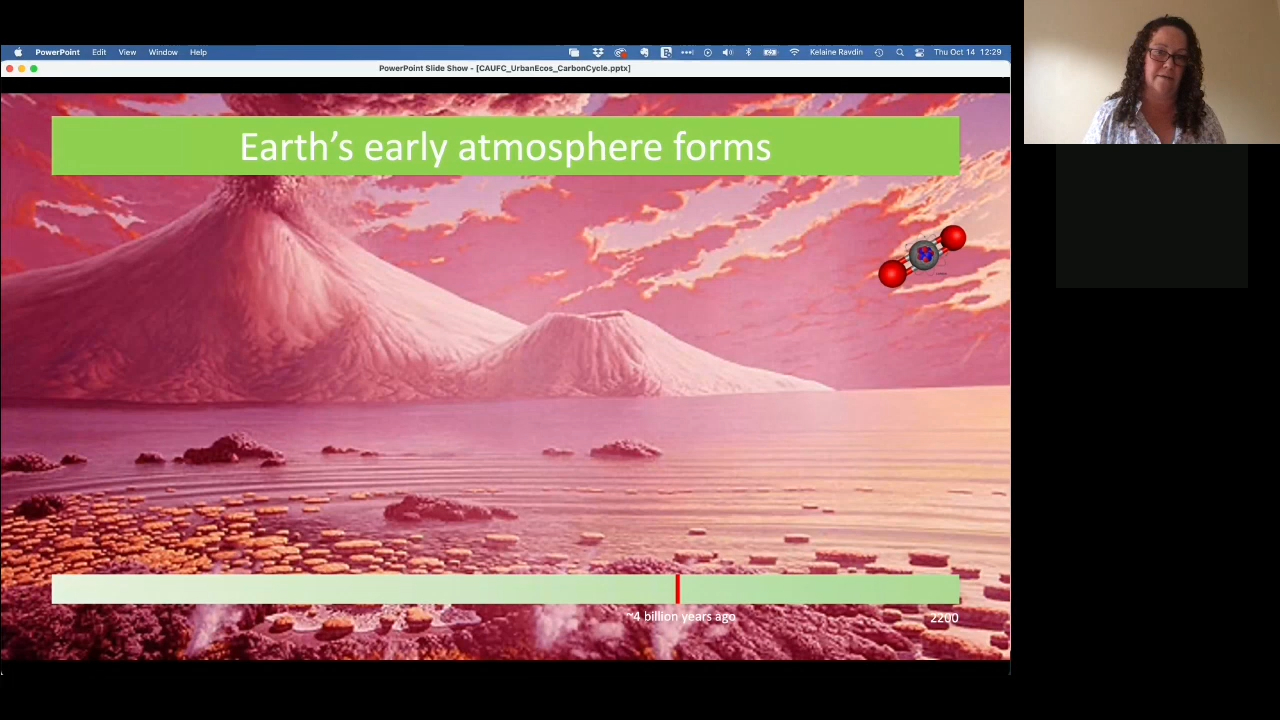 PowerPoint Edit View Window Help Kelaine Ravdin Thu Oct 14 12:29
PowerPoint Slide Show - [CAUFC_UrbanEcos_CarbonCycle.pptx]
Earth's early atmosphere forms
~4 billion years ago
2200